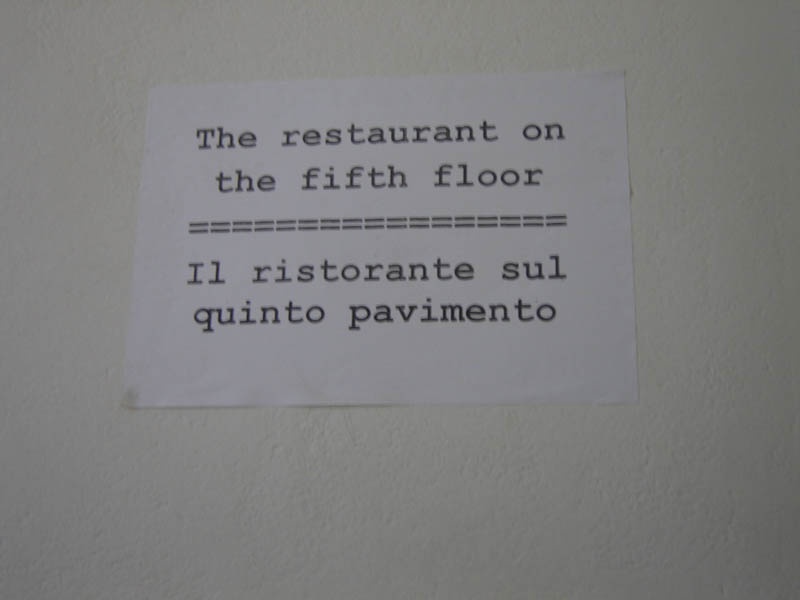 The restaurant on
the fifth floor
==================
Il ristorante sul
quinto pavimento